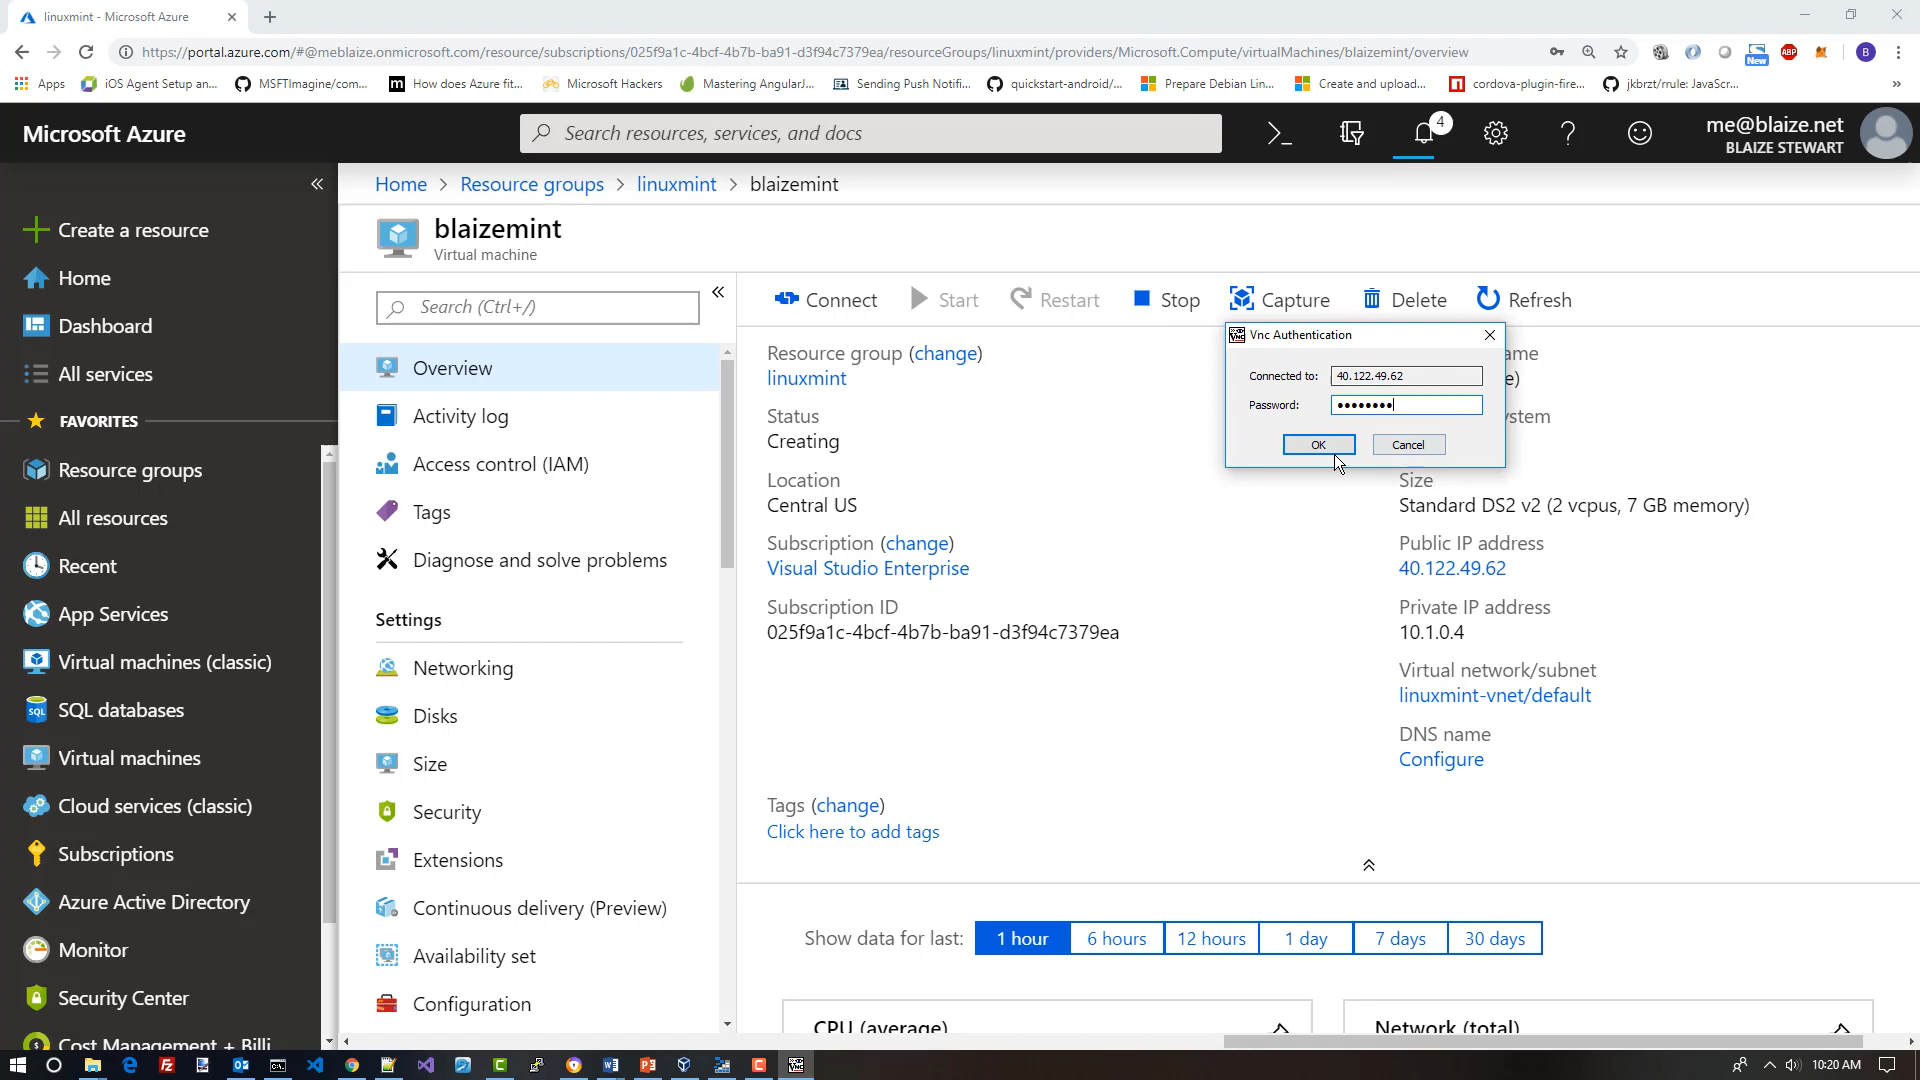 linuxmint - Microsoft Azure
https://portal.azure.com/#@meblaize.onmicrosoft.com/resource/subscriptions/025f9a1c-4bcf-4b7b-ba91-d3f94c7379ea/resourceGroups/linuxmint/providers/Microsoft.Compute/virtualMachines/blaizemint/overview
New
ABP
B
Apps
iOS Agent Setup an...
MSFTImagine/com...
m How does Azure fit...
Microsoft Hackers
Mastering AngularJ...
Sending Push Notifi...
quickstart-android/...
Prepare Debian Lin...
Create and upload...
cordova-plugin-fire...
jkbrzt/rrule: JavaScr...
Microsoft Azure
Search resources, services, and docs
4
me@blaize.net
BLAIZE STEWART
Create a resource
Home
Dashboard
All services
FAVORITES
Resource groups
All resources
Recent
App Services
Virtual machines (classic)
SQL databases
Virtual machines
Cloud services (classic)
Subscriptions
Azure Active Directory
Monitor
Security Center
Cost Management + Billi
Home > Resource groups > linuxmint > blaizemint
blaizemint
Virtual machine
Search (Ctrl+/)
Overview
Activity log
Access control (IAM)
Tags
Diagnose and solve problems
Settings
Networking
Disks
Size
Security
Extensions
Continuous delivery (Preview)
Availability set
Configuration
Connect
Start
Restart
Stop
Capture
Delete
Refresh
Resource group (change)
linuxmint
Status
Creating
Location
Central US
Subscription (change)
Visual Studio Enterprise
Subscription ID
025f9a1c-4bcf-4b7b-ba91-d3f94c7379ea
Vnc Authentication
Connected to: 40.122.49.62
Password: ••••••••
OK
Cancel
Size
Standard DS2 v2 (2 vcpus, 7 GB memory)
Public IP address
40.122.49.62
Private IP address
10.1.0.4
Virtual network/subnet
linuxmint-vnet/default
DNS name
Configure
Tags (change)
Click here to add tags
Show data for last:
1 hour
6 hours
12 hours
1 day
7 days
30 days
CPU (average)
Network (total)
10:20 AM